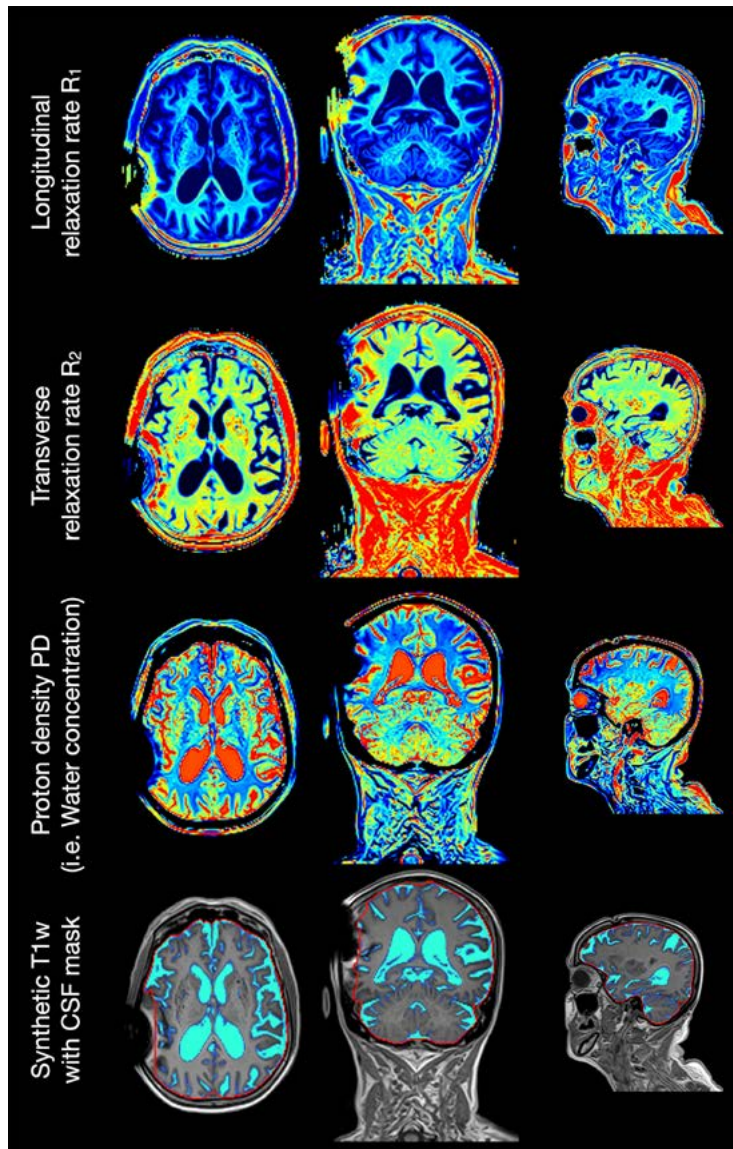 Longitudinal
relaxation rate R₁
Transverse
relaxation rate R₂
Proton density PD
(i.e. Water concentration)
Synthetic T1w
with CSF mask